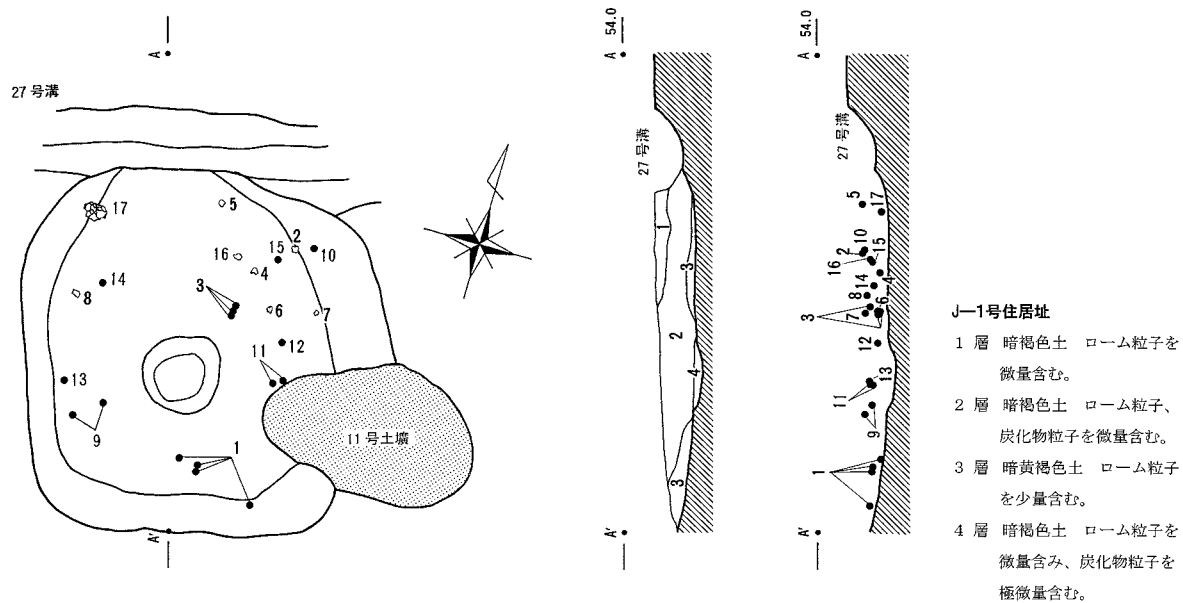 A
27号溝
17
5
2
15
10
16
4
14
8
3
6
7
12
11
13
9
1
11号土壙
A'
A
54.0
27号溝
1
3
2
4
3
A'
A
54.0
27号溝
5
17
10
2
15
16
4
14
8
6
7
3
12
13
11
9
1
A'
J—1号住居址
1 層 暗褐色土 ローム粒子を
微量含む。
2 層 暗褐色土 ローム粒子、
炭化物粒子を微量含む。
3 層 暗黄褐色土 ローム粒子
を少量含む。
4 層 暗褐色土 ローム粒子を
微量含み、炭化物粒子を
極微量含む。